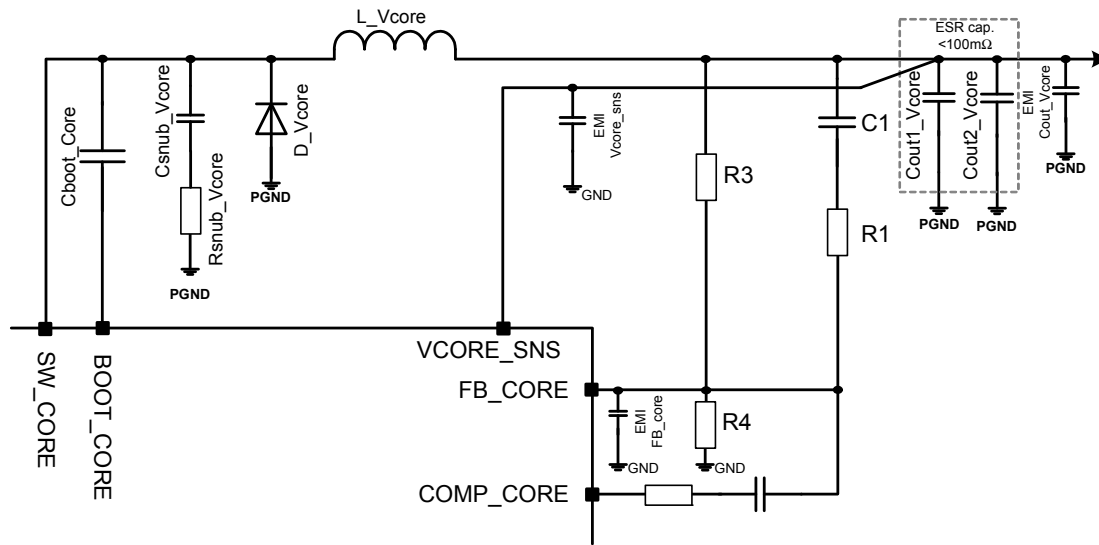 L_Vcore
ESR cap.
<100mΩ
Cboot_Core
Csnub_Vcore
Rsnub_Vcore
PGND
D_Vcore
PGND
EMI
Vcore_sns
GND
R3
C1
R1
Cout1_Vcore
PGND
Cout2_Vcore
PGND
EMI
Cout_Vcore
PGND
SW_CORE
BOOT_CORE
VCORE_SNS
FB_CORE
EMI
FB_core
GND
R4
GND
COMP_CORE